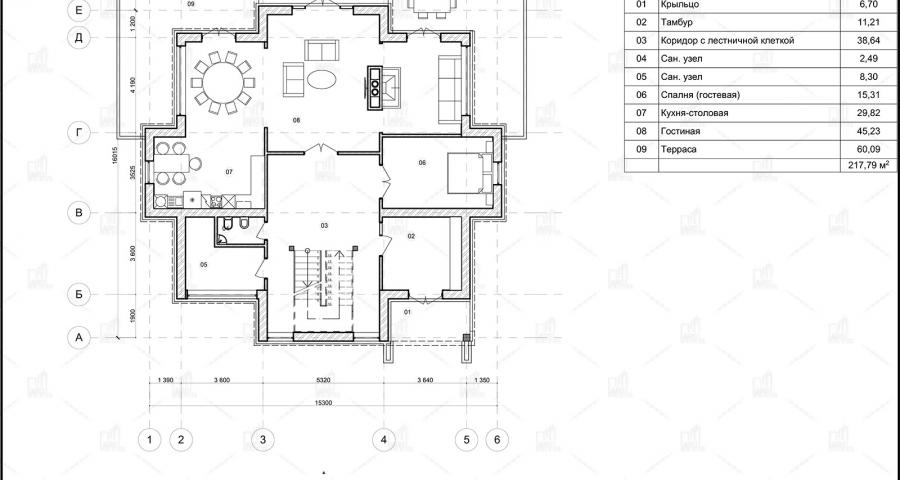 01 Крыльцо 6,70
02 Тамбур 11,21
03 Коридор с лестничной клеткой 38,64
04 Сан. узел 2,49
05 Сан. узел 8,30
06 Спалня (гостевая) 15,31
07 Кухня-столовая 29,82
08 Гостиная 45,23
09 Терраса 60,09
217,79 м²
Е
Д
Г
В
Б
А
1 200
4 190
3525
3 600
1900
16015
09
08
07
06
03
02
05
01
1 390
3 600
5320
3 640
1 350
15300
1
2
3
4
5
6